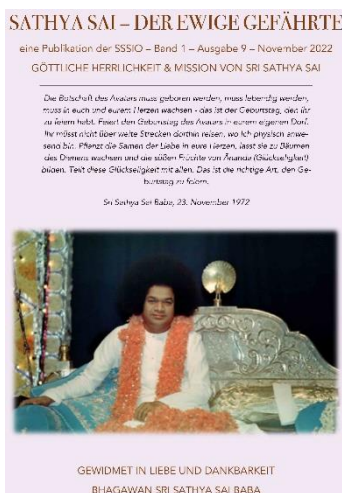 SATHYA SAI – DER EWIGE GEFÄHRTE
eine Publikation der SSSIO – Band 1 – Ausgabe 9 – November 2022
GÖTTLICHE HERRLICHKEIT & MISSION VON SRI SATHYA SAI
Die Botschaft des Avatars muss geboren werden, muss lebendig werden,
muss in euch und eurem Herzen wachsen - das ist der Geburtstag, den ihr
zu feiern habt. Feiert den Geburtstag des Avatars in eurem eigenen Dorf.
Ihr müsst nicht über weite Strecken dorthin reisen, wo ich physisch anwe-
send bin. Pflanzt die Samen der Liebe in eure Herzen, lasst sie zu Bäumen
des Dienens wachsen und die süßen Früchte von Ānanda (Glückseligkeit)
bilden. Teilt diese Glückseligkeit mit allen. Das ist die richtige Art, den Ge-
burtstag zu feiern.
Sri Sathya Sai Baba, 23. November 1972
GEWIDMET IN LIEBE UND DANKBARKEIT
BHAGAWAN SRI SATHYA SAI BABA